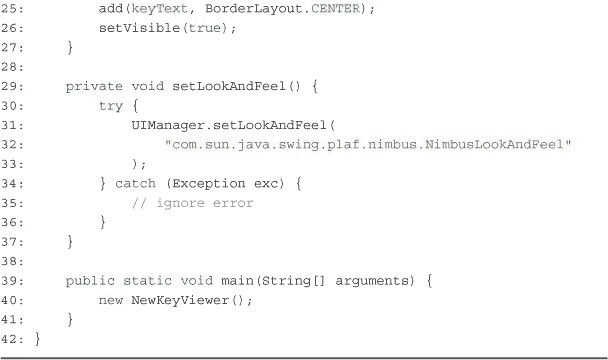 25:         add(keyText, BorderLayout.CENTER);
26:         setVisible(true);
27:     }
28:
29:     private void setLookAndFeel() {
30:         try {
31:             UIManager.setLookAndFeel(
32:                 "com.sun.java.swing.plaf.nimbus.NimbusLookAndFeel"
33:             );
34:         } catch (Exception exc) {
35:             // ignore error
36:         }
37:     }
38:
39:     public static void main(String[] arguments) {
40:         new NewKeyViewer();
41:     }
42: }